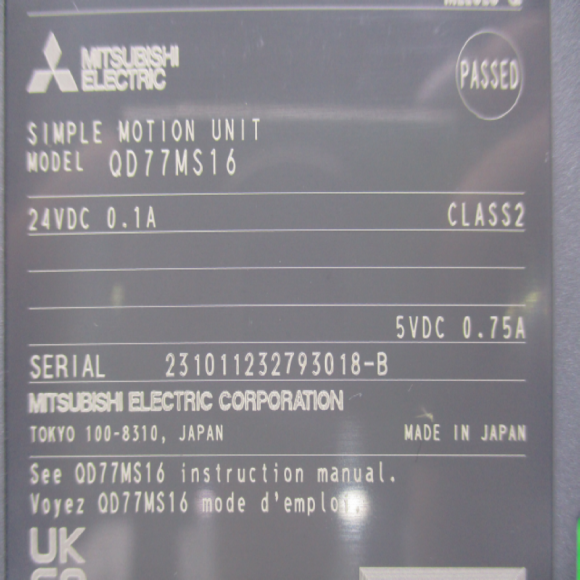 MITSUBISHI
ELECTRIC
PASSED
SIMPLE MOTION UNIT
MODEL QD77MS16
24VDC 0.1A CLASS2
5VDC 0.75A
SERIAL 231011232793018-B
MITSUBISHI ELECTRIC CORPORATION
TOKYO 100-8310, JAPAN MADE IN JAPAN
See QD77MS16 instruction manual.
Voyez QD77MS16 mode d'emploi.
UK